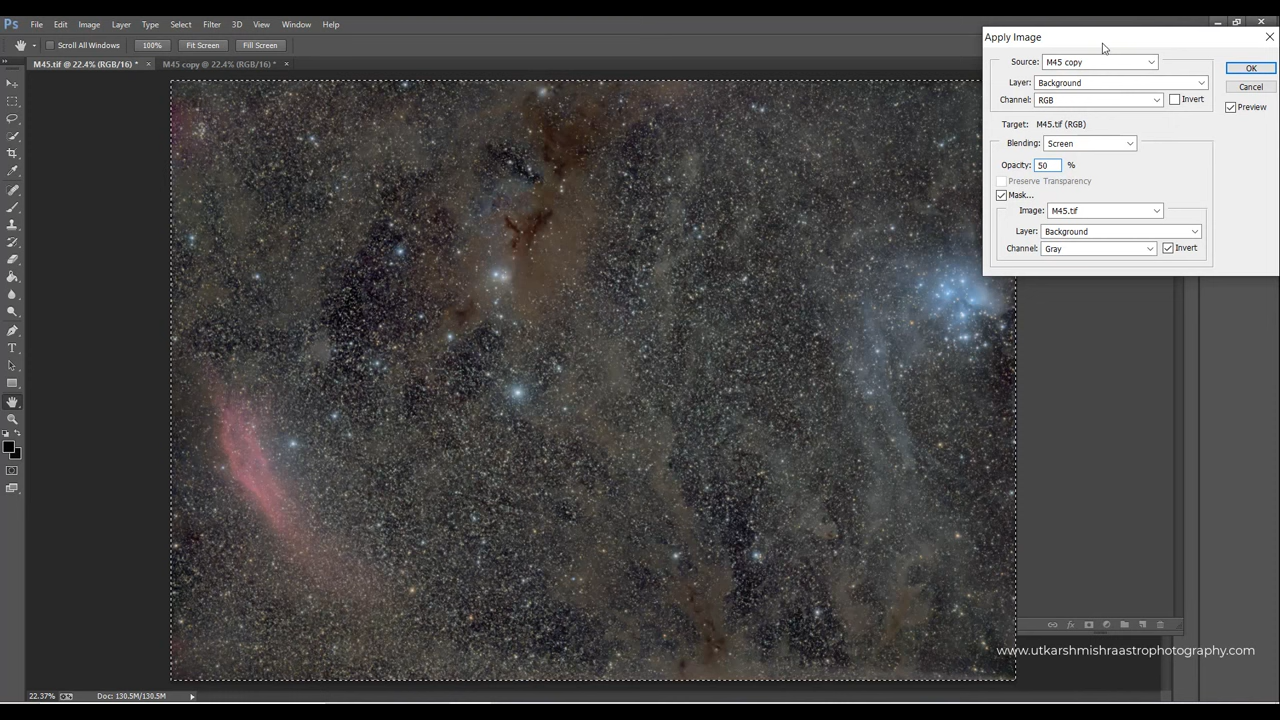 Ps File Edit Image Layer Type Select Filter 3D View Window Help
Scroll All Windows 100% Fit Screen Fill Screen
M45.tif @ 22.4% (RGB/16) * × M45 copy @ 22.4% (RGB/16) * ×
Apply Image
Source: M45 copy
OK
Layer: Background
Cancel
Channel: RGB Invert
Preview
Target: M45.tif (RGB)
Blending: Screen
Opacity: 50 %
Preserve Transparency
Mask...
Image: M45.tif
Layer: Background
Channel: Gray Invert
fx
www.utkarshmishraastrophotography.com
22.37% Doc: 130.5M/130.5M